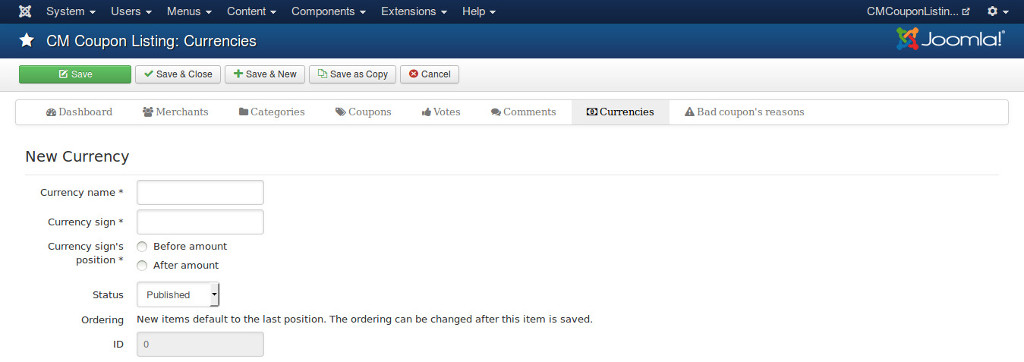 System Users Menus Content Components Extensions Help CMCouponListin...
CM Coupon Listing: Currencies Joomla!
Save Save & Close Save & New Save as Copy Cancel
Dashboard Merchants Categories Coupons Votes Comments Currencies Bad coupon's reasons
New Currency
Currency name *
Currency sign *
Currency sign's position * Before amount
After amount
Status Published
Ordering New items default to the last position. The ordering can be changed after this item is saved.
ID 0